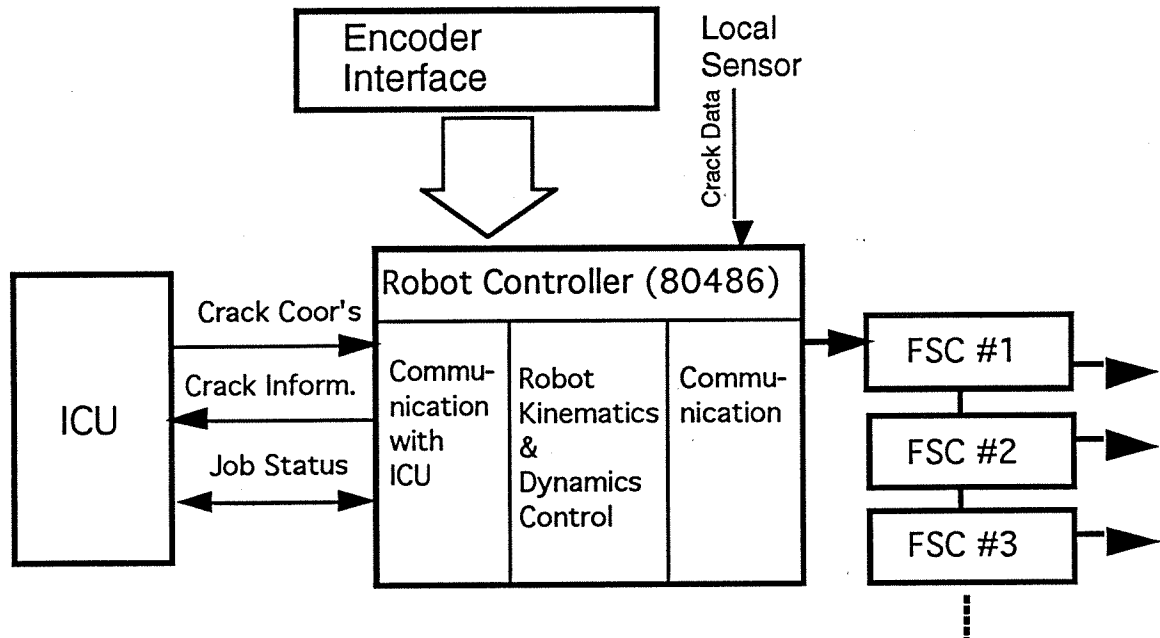 Encoder
Interface
Local
Sensor
Crack Data
Robot Controller (80486)
Crack Coor's
Crack Inform.
Job Status
ICU
Commu-
nication
with
ICU
Robot
Kinematics
&
Dynamics
Control
Commu-
nication
FSC #1
FSC #2
FSC #3